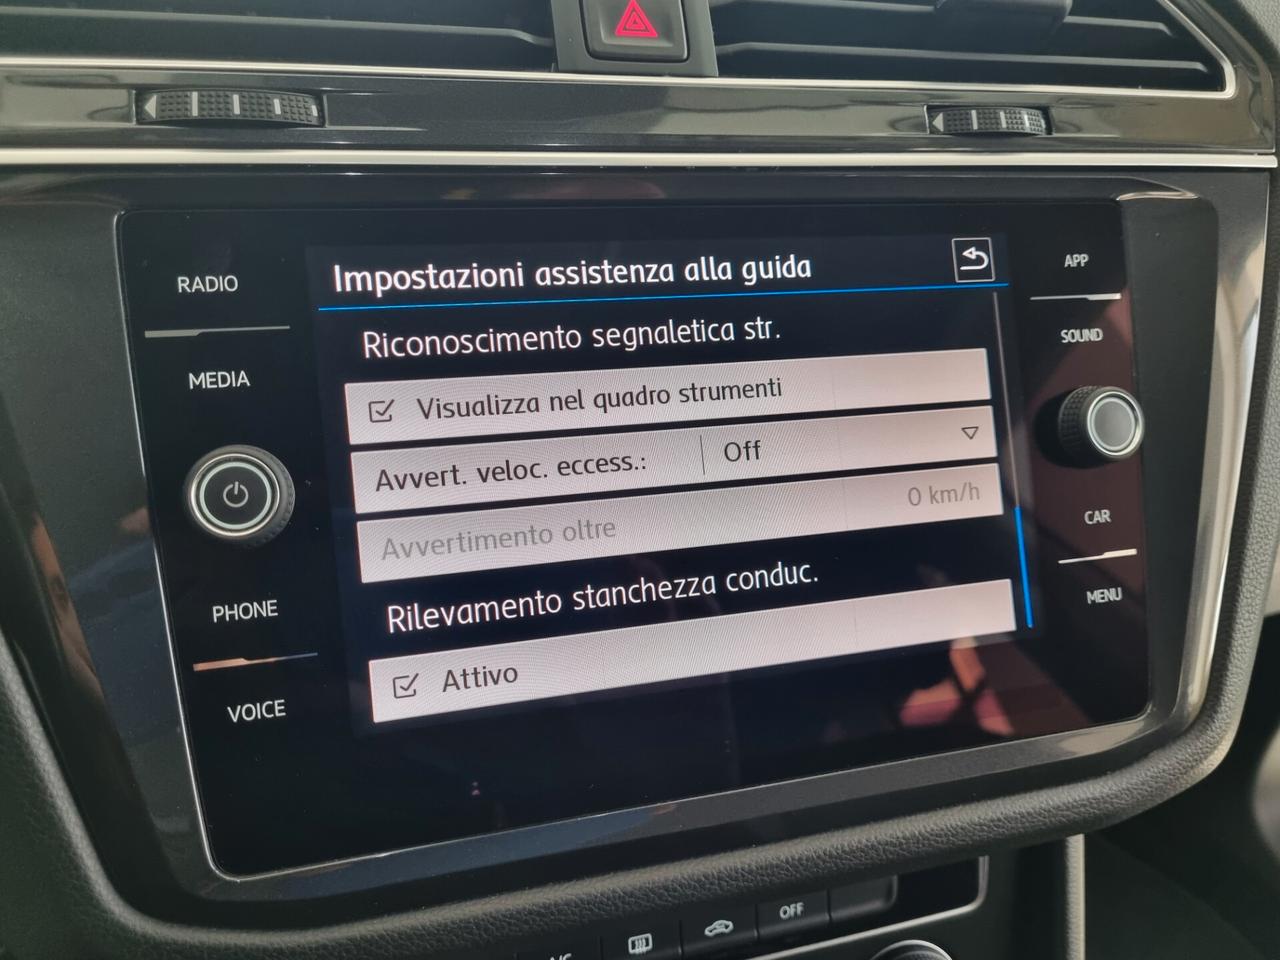 RADIO
MEDIA
PHONE
VOICE
Impostazioni assistenza alla guida
Riconoscimento segnaletica str.
Visualizza nel quadro strumenti
Avvert. veloc. eccess.: Off
Avvertimento oltre 0 km/h
Rilevamento stanchezza conduc.
Attivo
APP
SOUND
CAR
MENU
OFF